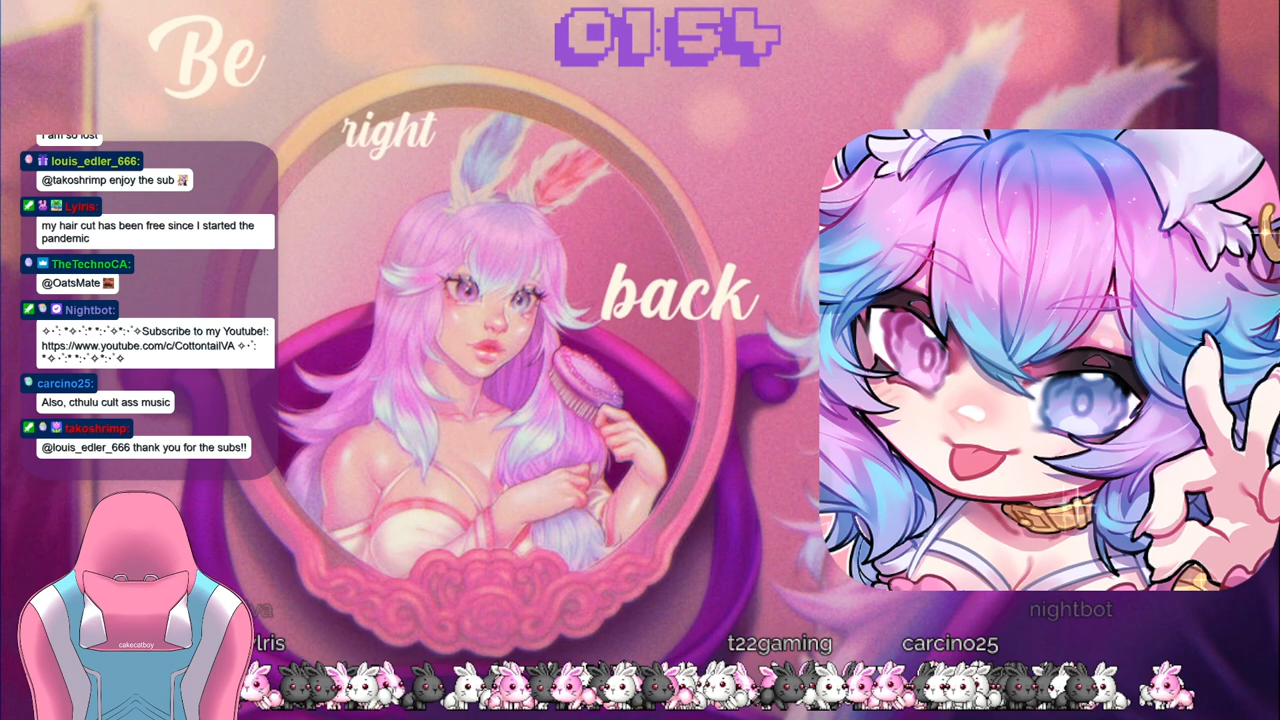 Be
right
back
01:54
I am so lost
louis_edler_666:
@takoshrimp enjoy the sub
Lyiris:
my hair cut has been free since I started the
pandemic
TheTechnoCA:
@OatsMate
Nightbot:
✧･ﾟ: *✧･ﾟ:* *:･ﾟ✧*:･ﾟ✧Subscribe to my Youtube!:
https://www.youtube.com/c/CottontailVA ✧･ﾟ:
*✧･ﾟ:* *:･ﾟ✧*:･ﾟ✧
carcino25:
Also, cthulu cult ass music
takoshrimp:
@louis_edler_666 thank you for the subs!!
cakecatboy
va
nightbot
ylris
t22gaming
carcino25